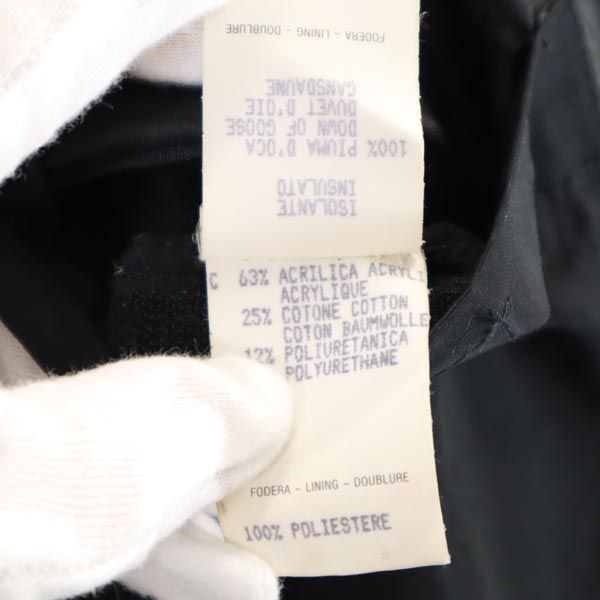 ISOLANTE
INSULATO
100% PIUMA D'OCA
DOWN OF GOOSE
DUVET D'OIE
GANSDAUNE
FODERA - LINING - DOUBLURE
C 63% ACRILICA ACRYLI
ACRYLIQUE
25% COTONE COTTON
COTON BAUMWOLLE
12% POLIURETANICA
POLYURETHANE
FODERA - LINING - DOUBLURE
100% POLIESTERE